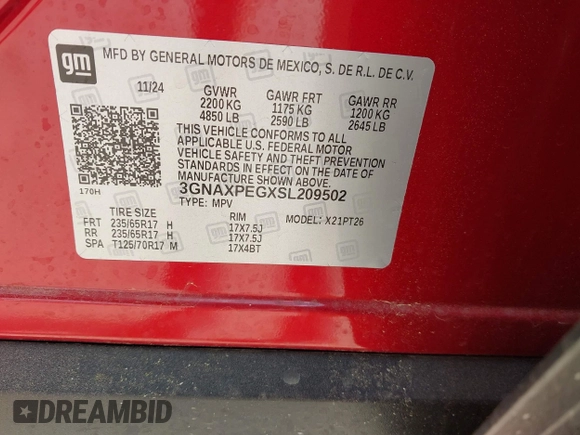 gm
MFD BY GENERAL MOTORS DE MEXICO, S. DE R.L. DE C.V.
11/24 GVWR GAWR FRT GAWR RR
2200 KG 1175 KG 1200 KG
4850 LB 2590 LB 2645 LB
THIS VEHICLE CONFORMS TO ALL
APPLICABLE U.S. FEDERAL MOTOR
VEHICLE SAFETY AND THEFT PREVENTION
STANDARDS IN EFFECT ON THE DATE OF
MANUFACTURE SHOWN ABOVE.
170H 3GNAXPEGXSL209502
TYPE: MPV MODEL: X21PT26
TIRE SIZE RIM
FRT 235/65R17 H 17X7.5J
RR 235/65R17 H 17X7.5J
SPA T125/70R17 M 17X4BT
DREAMBID